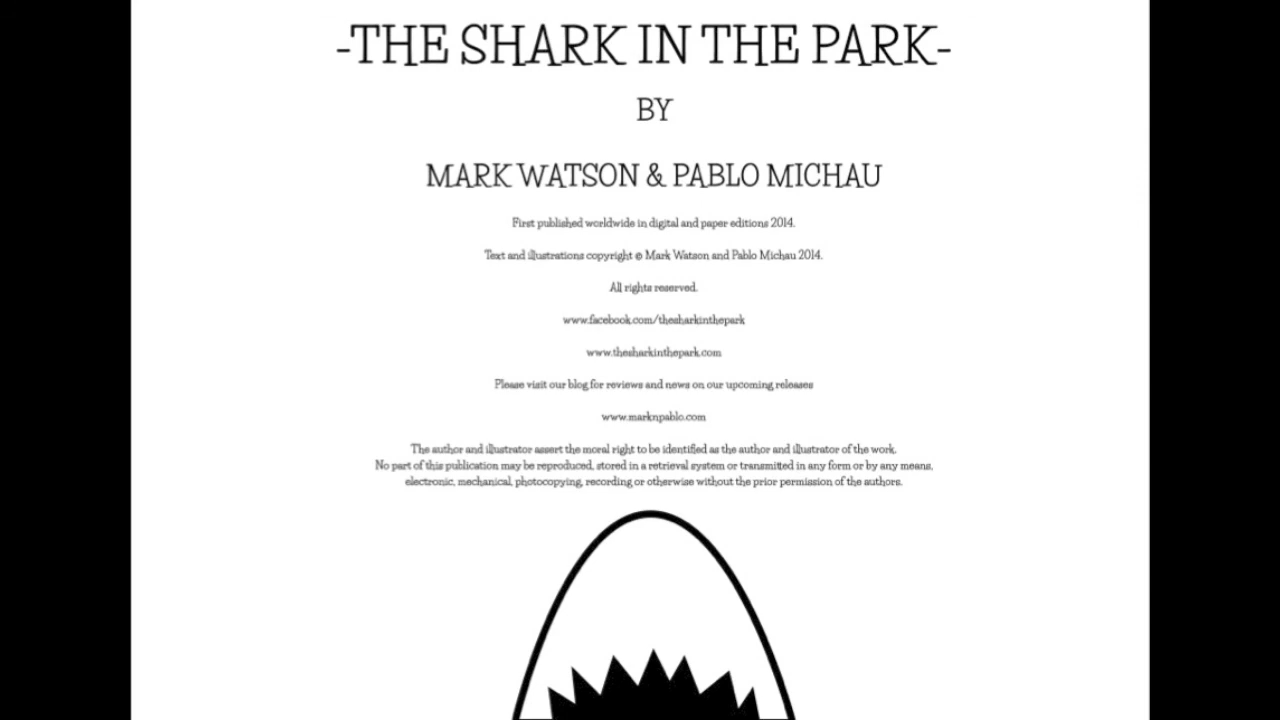 -THE SHARK IN THE PARK-
BY
MARK WATSON & PABLO MICHAU
First published worldwide in digital and paper editions 2014.
Text and illustrations copyright © Mark Watson and Pablo Michau 2014.
All rights reserved.
www.facebook.com/thesharkinthepark
www.thesharkinthepark.com
Please visit our blog for reviews and news on our upcoming releases
www.marknpablo.com
The author and illustrator assert the moral right to be identified as the author and illustrator of the work.
No part of this publication may be reproduced, stored in a retrieval system or transmitted in any form or by any means,
electronic, mechanical, photocopying, recording or otherwise without the prior permission of the authors.